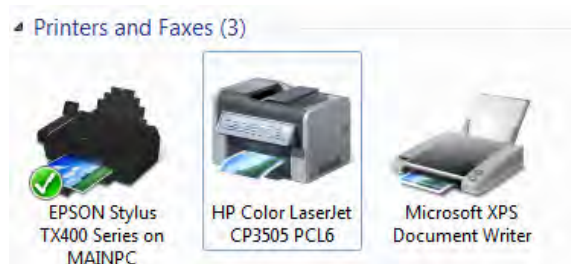 Printers and Faxes (3)
EPSON Stylus
TX400 Series on
MAINPC
HP Color LaserJet
CP3505 PCL6
Microsoft XPS
Document Writer